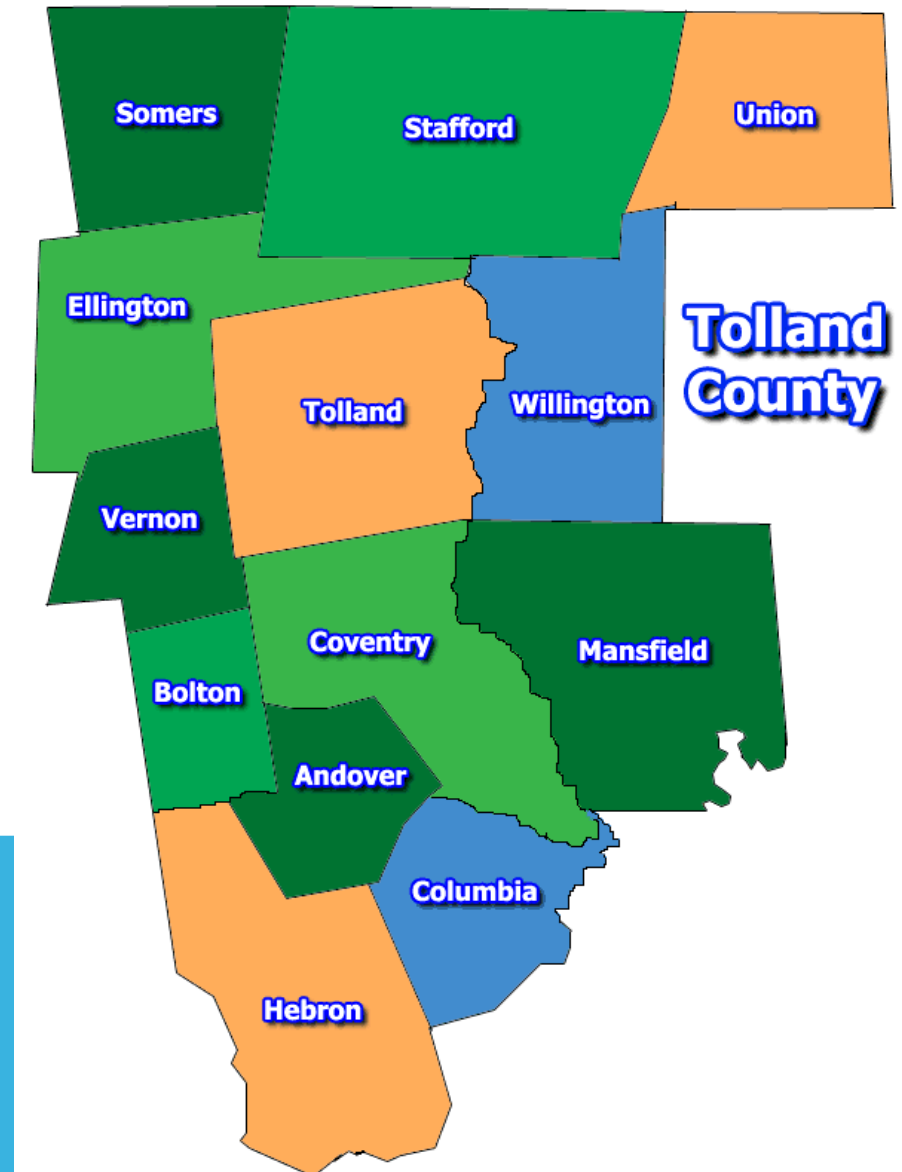 Somers
Stafford
Union
Ellington
Tolland
County
Tolland
Willington
Vernon
Coventry
Mansfield
Bolton
Andover
Columbia
Hebron